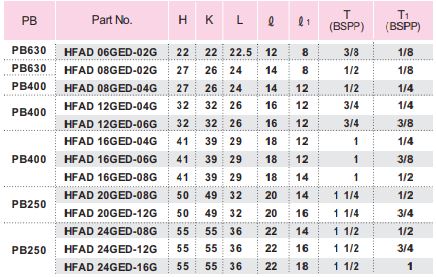 PB Part No. H K L ℓ ℓ1 T (BSPP) T1 (BSPP)
PB630 HFAD 06GED-02G 22 22 22.5 12 8 3/8 1/8
PB630 HFAD 08GED-02G 27 26 24 14 8 1/2 1/8
PB400 HFAD 08GED-04G 27 26 24 14 12 1/2 1/4
PB400 HFAD 12GED-04G 32 32 26 16 12 3/4 1/4
HFAD 12GED-06G 32 32 26 16 12 3/4 3/8
PB400 HFAD 16GED-04G 41 39 29 18 12 1 1/4
HFAD 16GED-06G 41 39 29 18 12 1 3/8
HFAD 16GED-08G 41 39 29 18 14 1 1/2
PB250 HFAD 20GED-08G 50 49 32 20 14 1 1/4 1/2
HFAD 20GED-12G 50 49 32 20 16 1 1/4 3/4
PB250 HFAD 24GED-08G 55 55 36 22 14 1 1/2 1/2
HFAD 24GED-12G 55 55 36 22 16 1 1/2 3/4
HFAD 24GED-16G 55 55 36 22 18 1 1/2 1